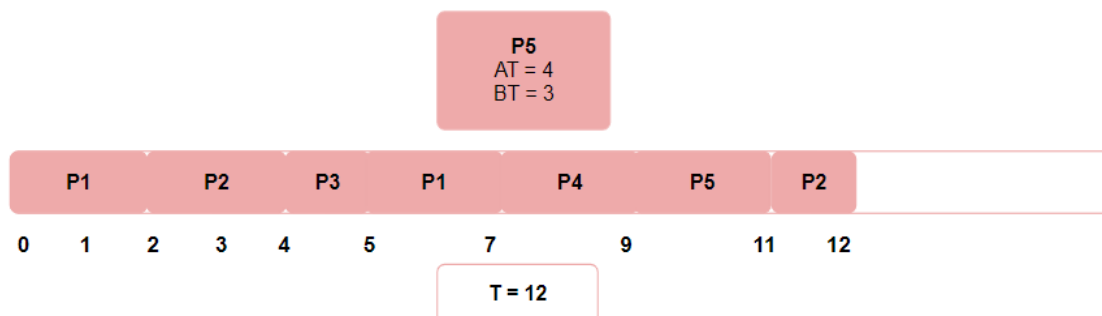 P5
AT = 4
BT = 3
P1 P2 P3 P1 P4 P5 P2
0 1 2 3 4 5 7 9 11 12
T = 12